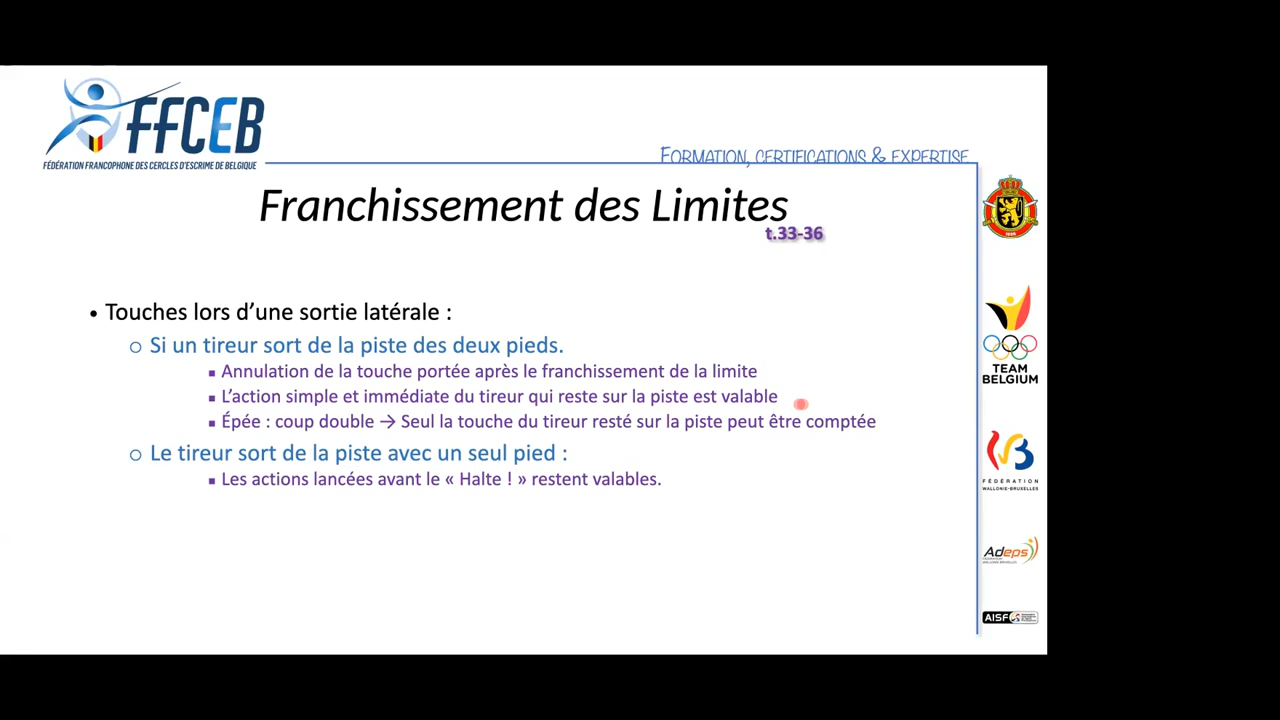 FFCEB
FÉDÉRATION FRANCOPHONE DES CERCLES D'ESCRIME DE BELGIQUE
FORMATION, CERTIFICATIONS & EXPERTISE
Franchissement des Limites
t.33-36
• Touches lors d’une sortie latérale :
o Si un tireur sort de la piste des deux pieds.
▪ Annulation de la touche portée après le franchissement de la limite
▪ L’action simple et immédiate du tireur qui reste sur la piste est valable
▪ Épée : coup double → Seul la touche du tireur resté sur la piste peut être comptée
o Le tireur sort de la piste avec un seul pied :
▪ Les actions lancées avant le « Halte ! » restent valables.
TEAM
BELGIUM
FÉDÉRATION
WALLONIE-BRUXELLES
Adeps
AISF